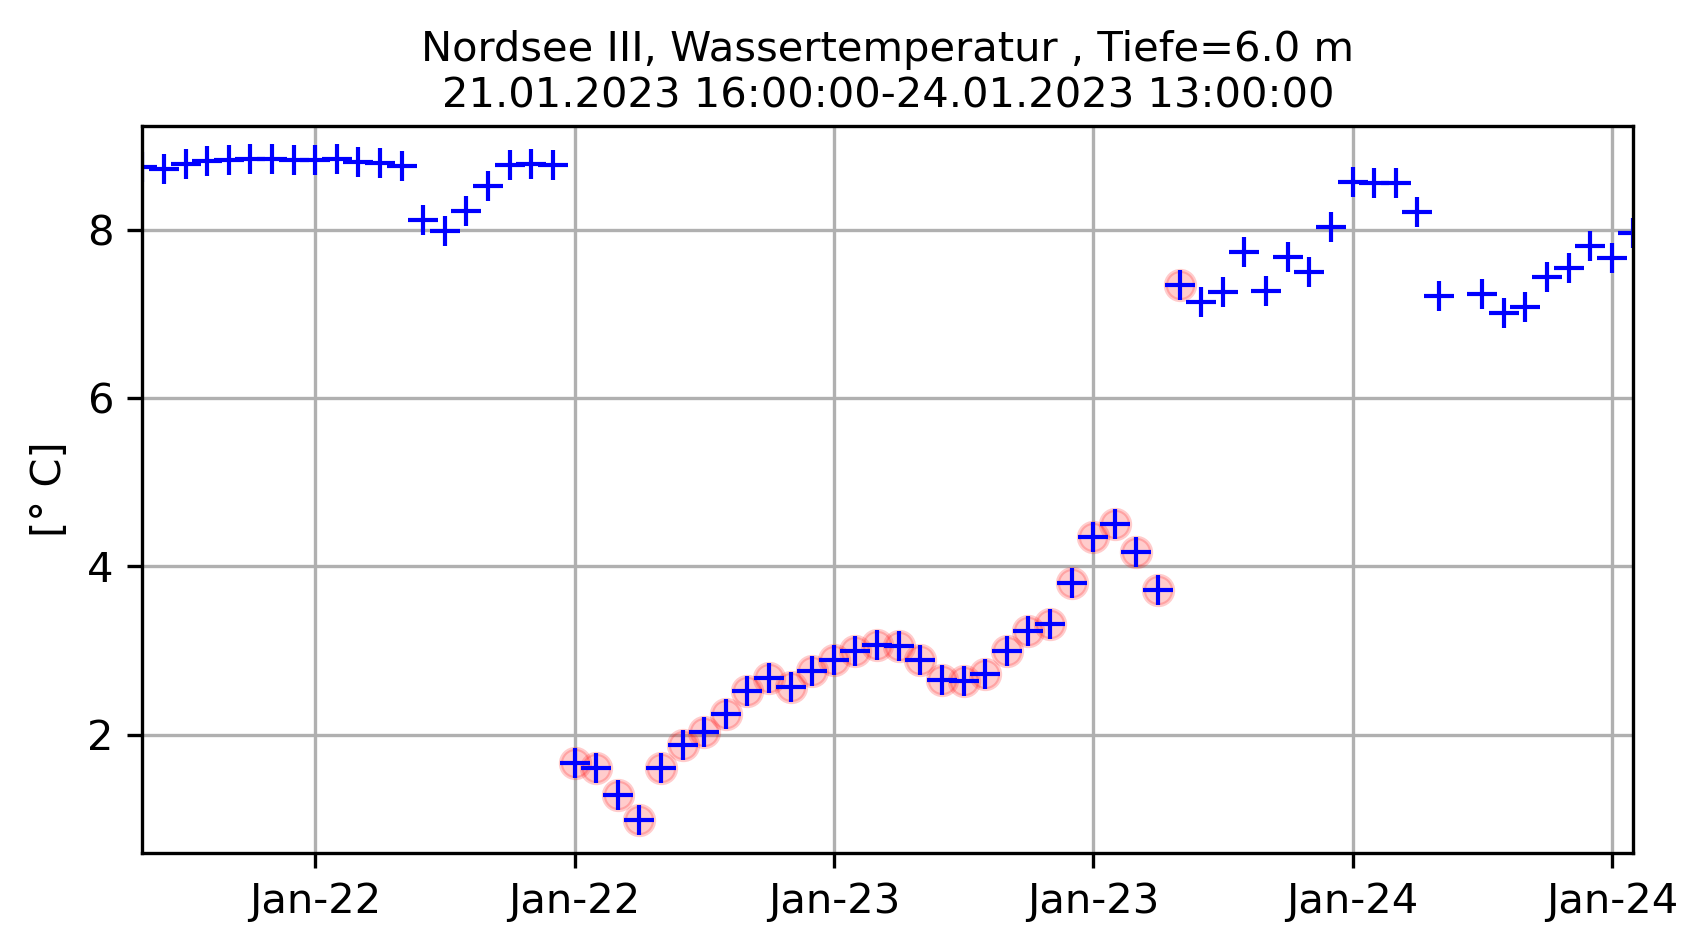 Nordsee III, Wassertemperatur , Tiefe=6.0 m
21.01.2023 16:00:00-24.01.2023 13:00:00
[° C]
8
6
4
2
Jan-22 Jan-22 Jan-23 Jan-23 Jan-24 Jan-24